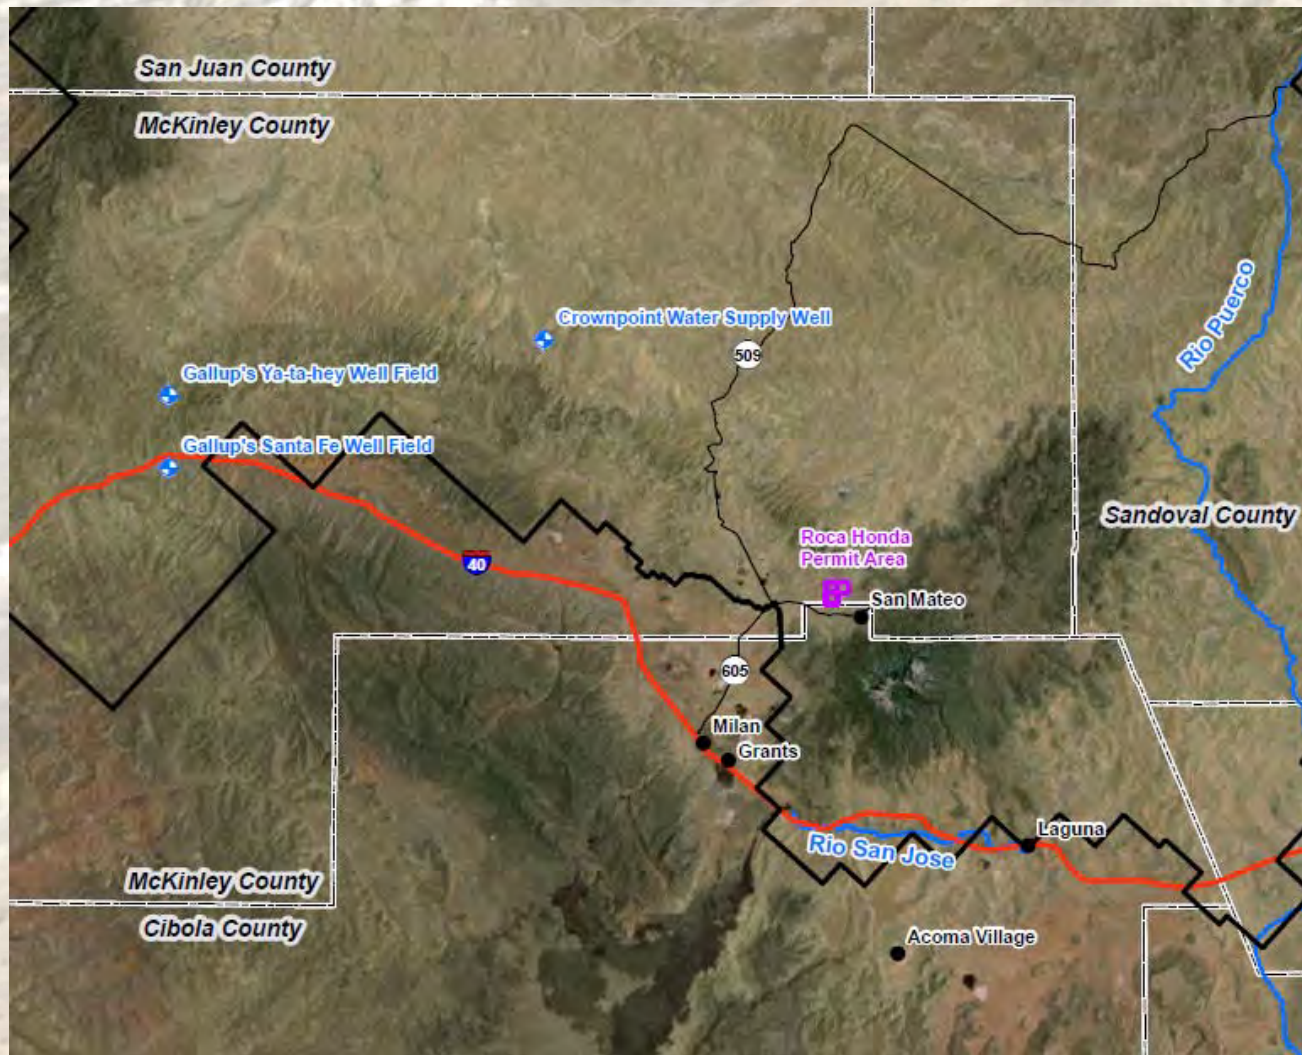 San Juan County
McKinley County
Rio Puerco
Crownpoint Water Supply Well
509
Gallup's Ya-ta-hey Well Field
Gallup's Santa Fe Well Field
Sandoval County
Roca Honda
Permit Area
40
San Mateo
605
Milan
Grants
Laguna
Rio San Jose
McKinley County
Cibola County
Acoma Village